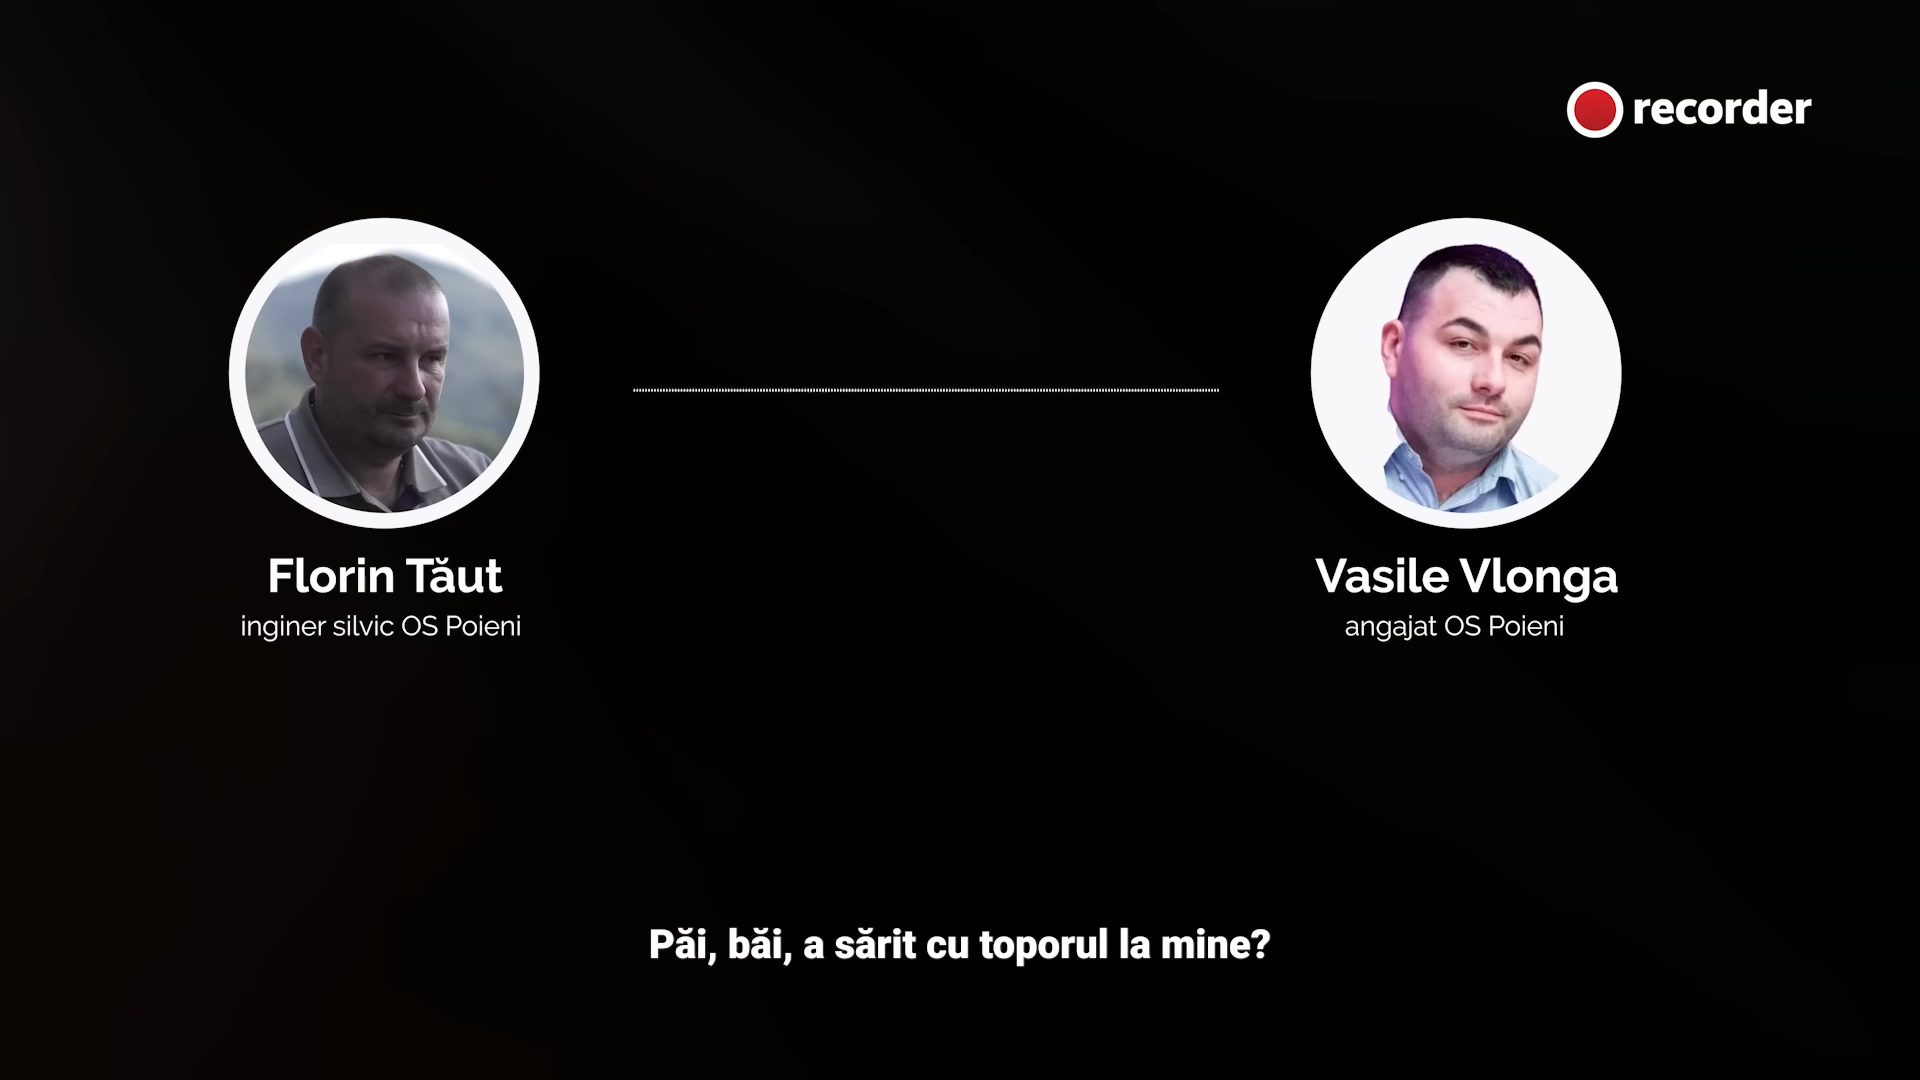 recorder
Florin Tăut
inginer silvic OS Poieni
Vasile Vlonga
angajat OS Poieni
Păi, băi, a sărit cu toporul la mine?